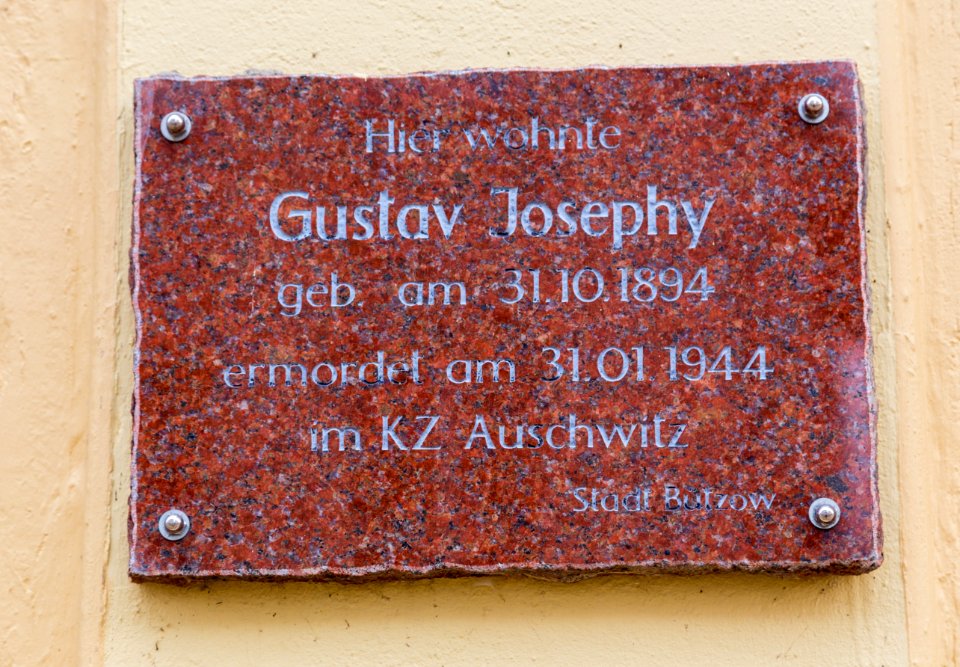 Hier wohnte
Gustav Josephy
geb. am 31.10.1894
ermordet am 31.01.1944
im KZ Auschwitz
Stadt Bützow